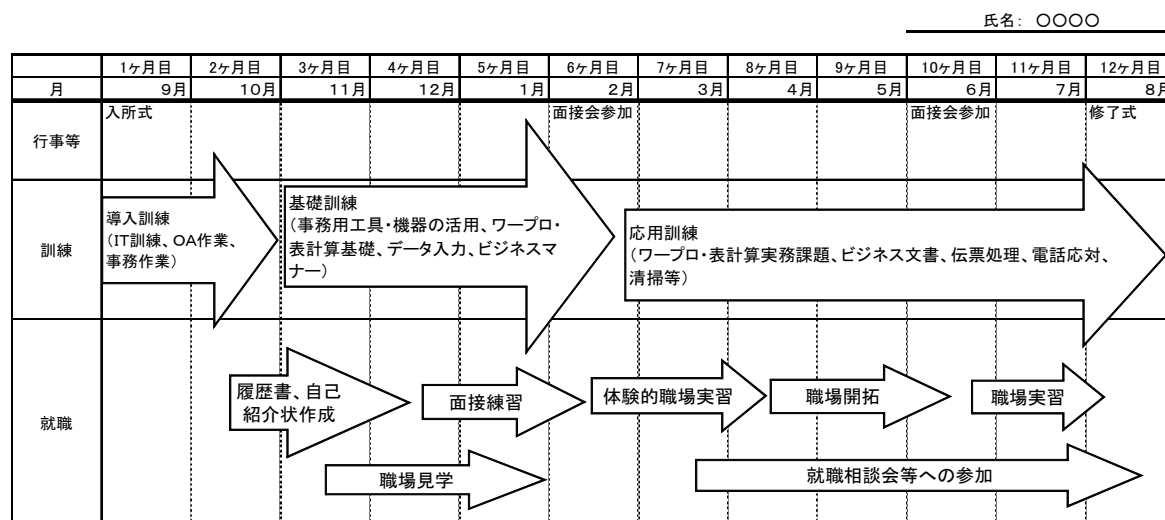 氏名： ○○○○
1ヶ月目 2ヶ月目 3ヶ月目 4ヶ月目 5ヶ月目 6ヶ月目 7ヶ月目 8ヶ月目 9ヶ月目 10ヶ月目 11ヶ月目 12ヶ月目
月 9月 10月 11月 12月 1月 2月 3月 4月 5月 6月 7月 8月
行事等 入所式 面接会参加 面接会参加 修了式
訓練
導入訓練
（IT訓練、OA作業、
事務作業）
基礎訓練
（事務用工具・機器の活用、ワープロ・
表計算基礎、データ入力、ビジネスマ
ナー）
応用訓練
（ワープロ・表計算実務課題、ビジネス文書、伝票処理、電話応対、
清掃等）
就職
履歴書、自己
紹介状作成
面接練習
体験的職場実習
職場開拓
職場実習
職場見学
就職相談会等への参加